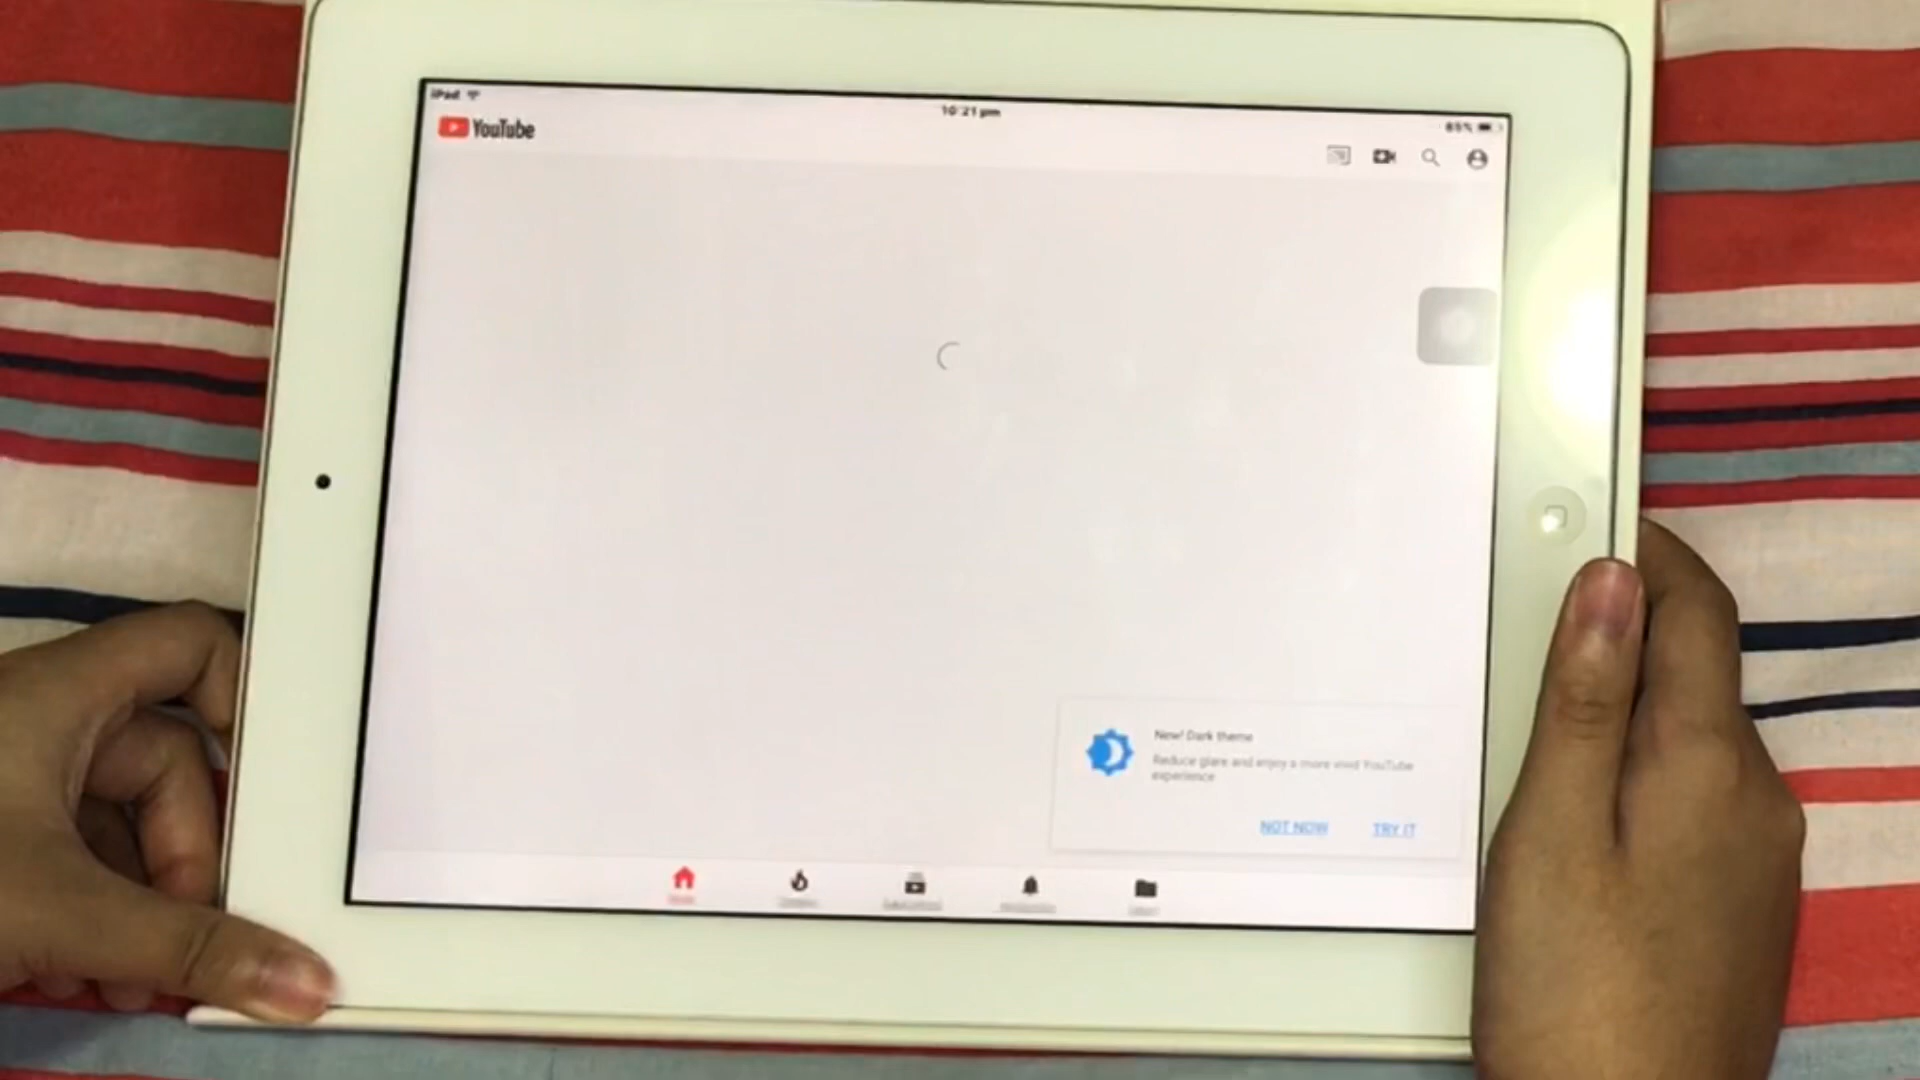 iPad
10:21 pm
85%
YouTube
New! Dark theme
Reduce glare and enjoy a more vivid YouTube
experience
NOT NOW TRY IT